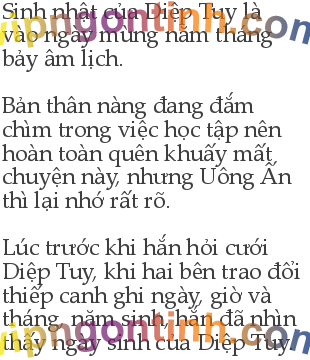 Sinh nhật của Diệp Tuy là
vào ngày mùng năm tháng
bảy âm lịch.

Bản thân nàng đang đắm
chìm trong việc học tập nên
hoàn toàn quên khuấy mất
chuyện này, nhưng Uông Ấn
thì lại nhớ rất rõ.

Lúc trước khi hắn hỏi cưới
Diệp Tuy, khi hai bên trao đổi
thiếp canh ghi ngày, giờ và
tháng, năm sinh, hắn đã nhìn
thấy ngày sinh của Diệp Tuy
vipngontinh.com
vipngontinh.com